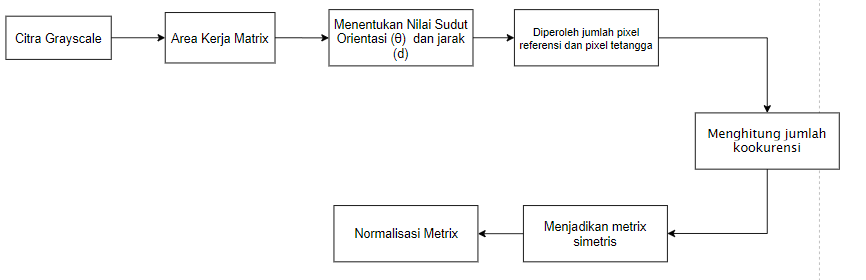 Citra Grayscale
Area Kerja Matrix
Menentukan Nilai Sudut
Orientasi (θ) dan jarak
(d)
Diperoleh jumlah pixel
referensi dan pixel tetangga
Menghitung jumlah
kookurensi
Menjadikan metrix
simetris
Normalisasi Metrix